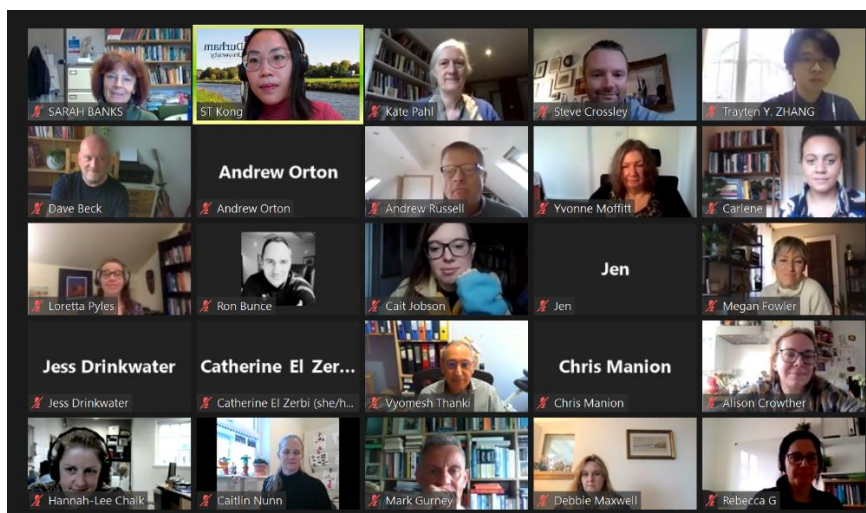 Durham
University
SARAH BANKS
ST Kong
Kate Pahl
Steve Crossley
Trayten Y. ZHANG
Dave Beck
Andrew Orton
Andrew Orton
Andrew Russell
Yvonne Moffitt
Carlene
Loretta Pyles
Ron Bunce
Cait Jobson
Jen
Jen
Megan Fowler
Jess Drinkwater
Jess Drinkwater
Catherine El Zer...
Catherine El Zerbi (she/h...
Vyomesh Thanki
Chris Manion
Chris Manion
Alison Crowther
Hannah-Lee Chalk
Caitlin Nunn
Mark Gurney
Debbie Maxwell
Rebecca G